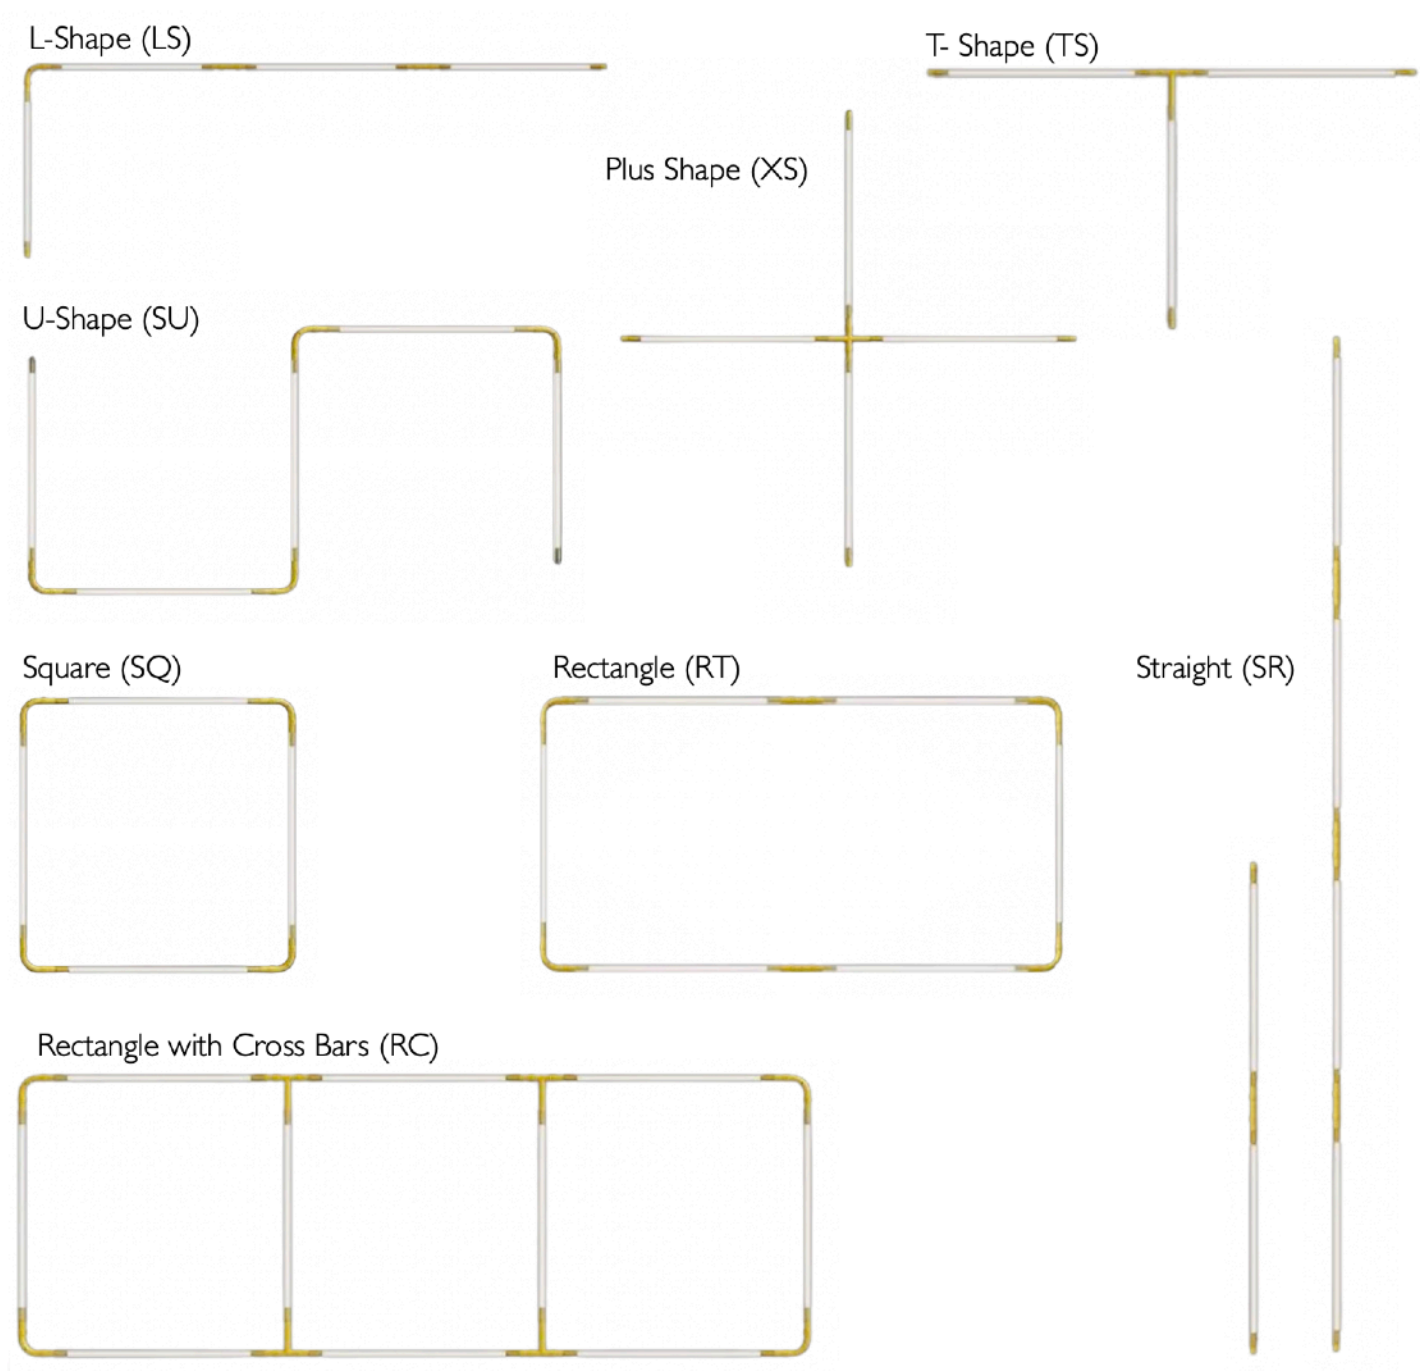 L-Shape (LS)
T- Shape (TS)
Plus Shape (XS)
U-Shape (SU)
Square (SQ)
Rectangle (RT)
Straight (SR)
Rectangle with Cross Bars (RC)